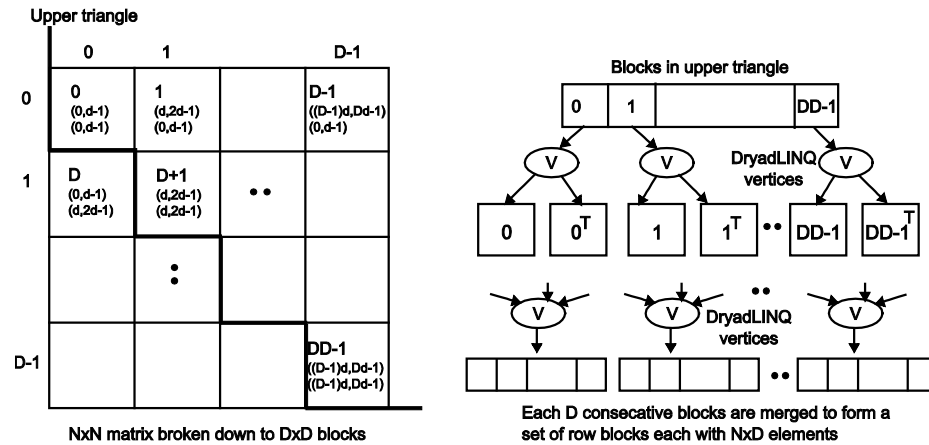 Upper triangle
0
1
D-1
0
0
(0,d-1)
(0,d-1)
1
(d,2d-1)
(0,d-1)
D-1
((D-1)d,Dd-1)
(0,d-1)
1
D
(0,d-1)
(d,2d-1)
D+1
(d,2d-1)
(d,2d-1)
D-1
DD-1
((D-1)d,Dd-1)
((D-1)d,Dd-1)
NxN matrix broken down to DxD blocks
Blocks in upper triangle
0
1
DD-1
V
V
DryadLINQ
vertices
V
0
0T
1
1T
DD-1
DD-1T
V
V
DryadLINQ
vertices
V
Each D consecative blocks are merged to form a
set of row blocks each with NxD elements